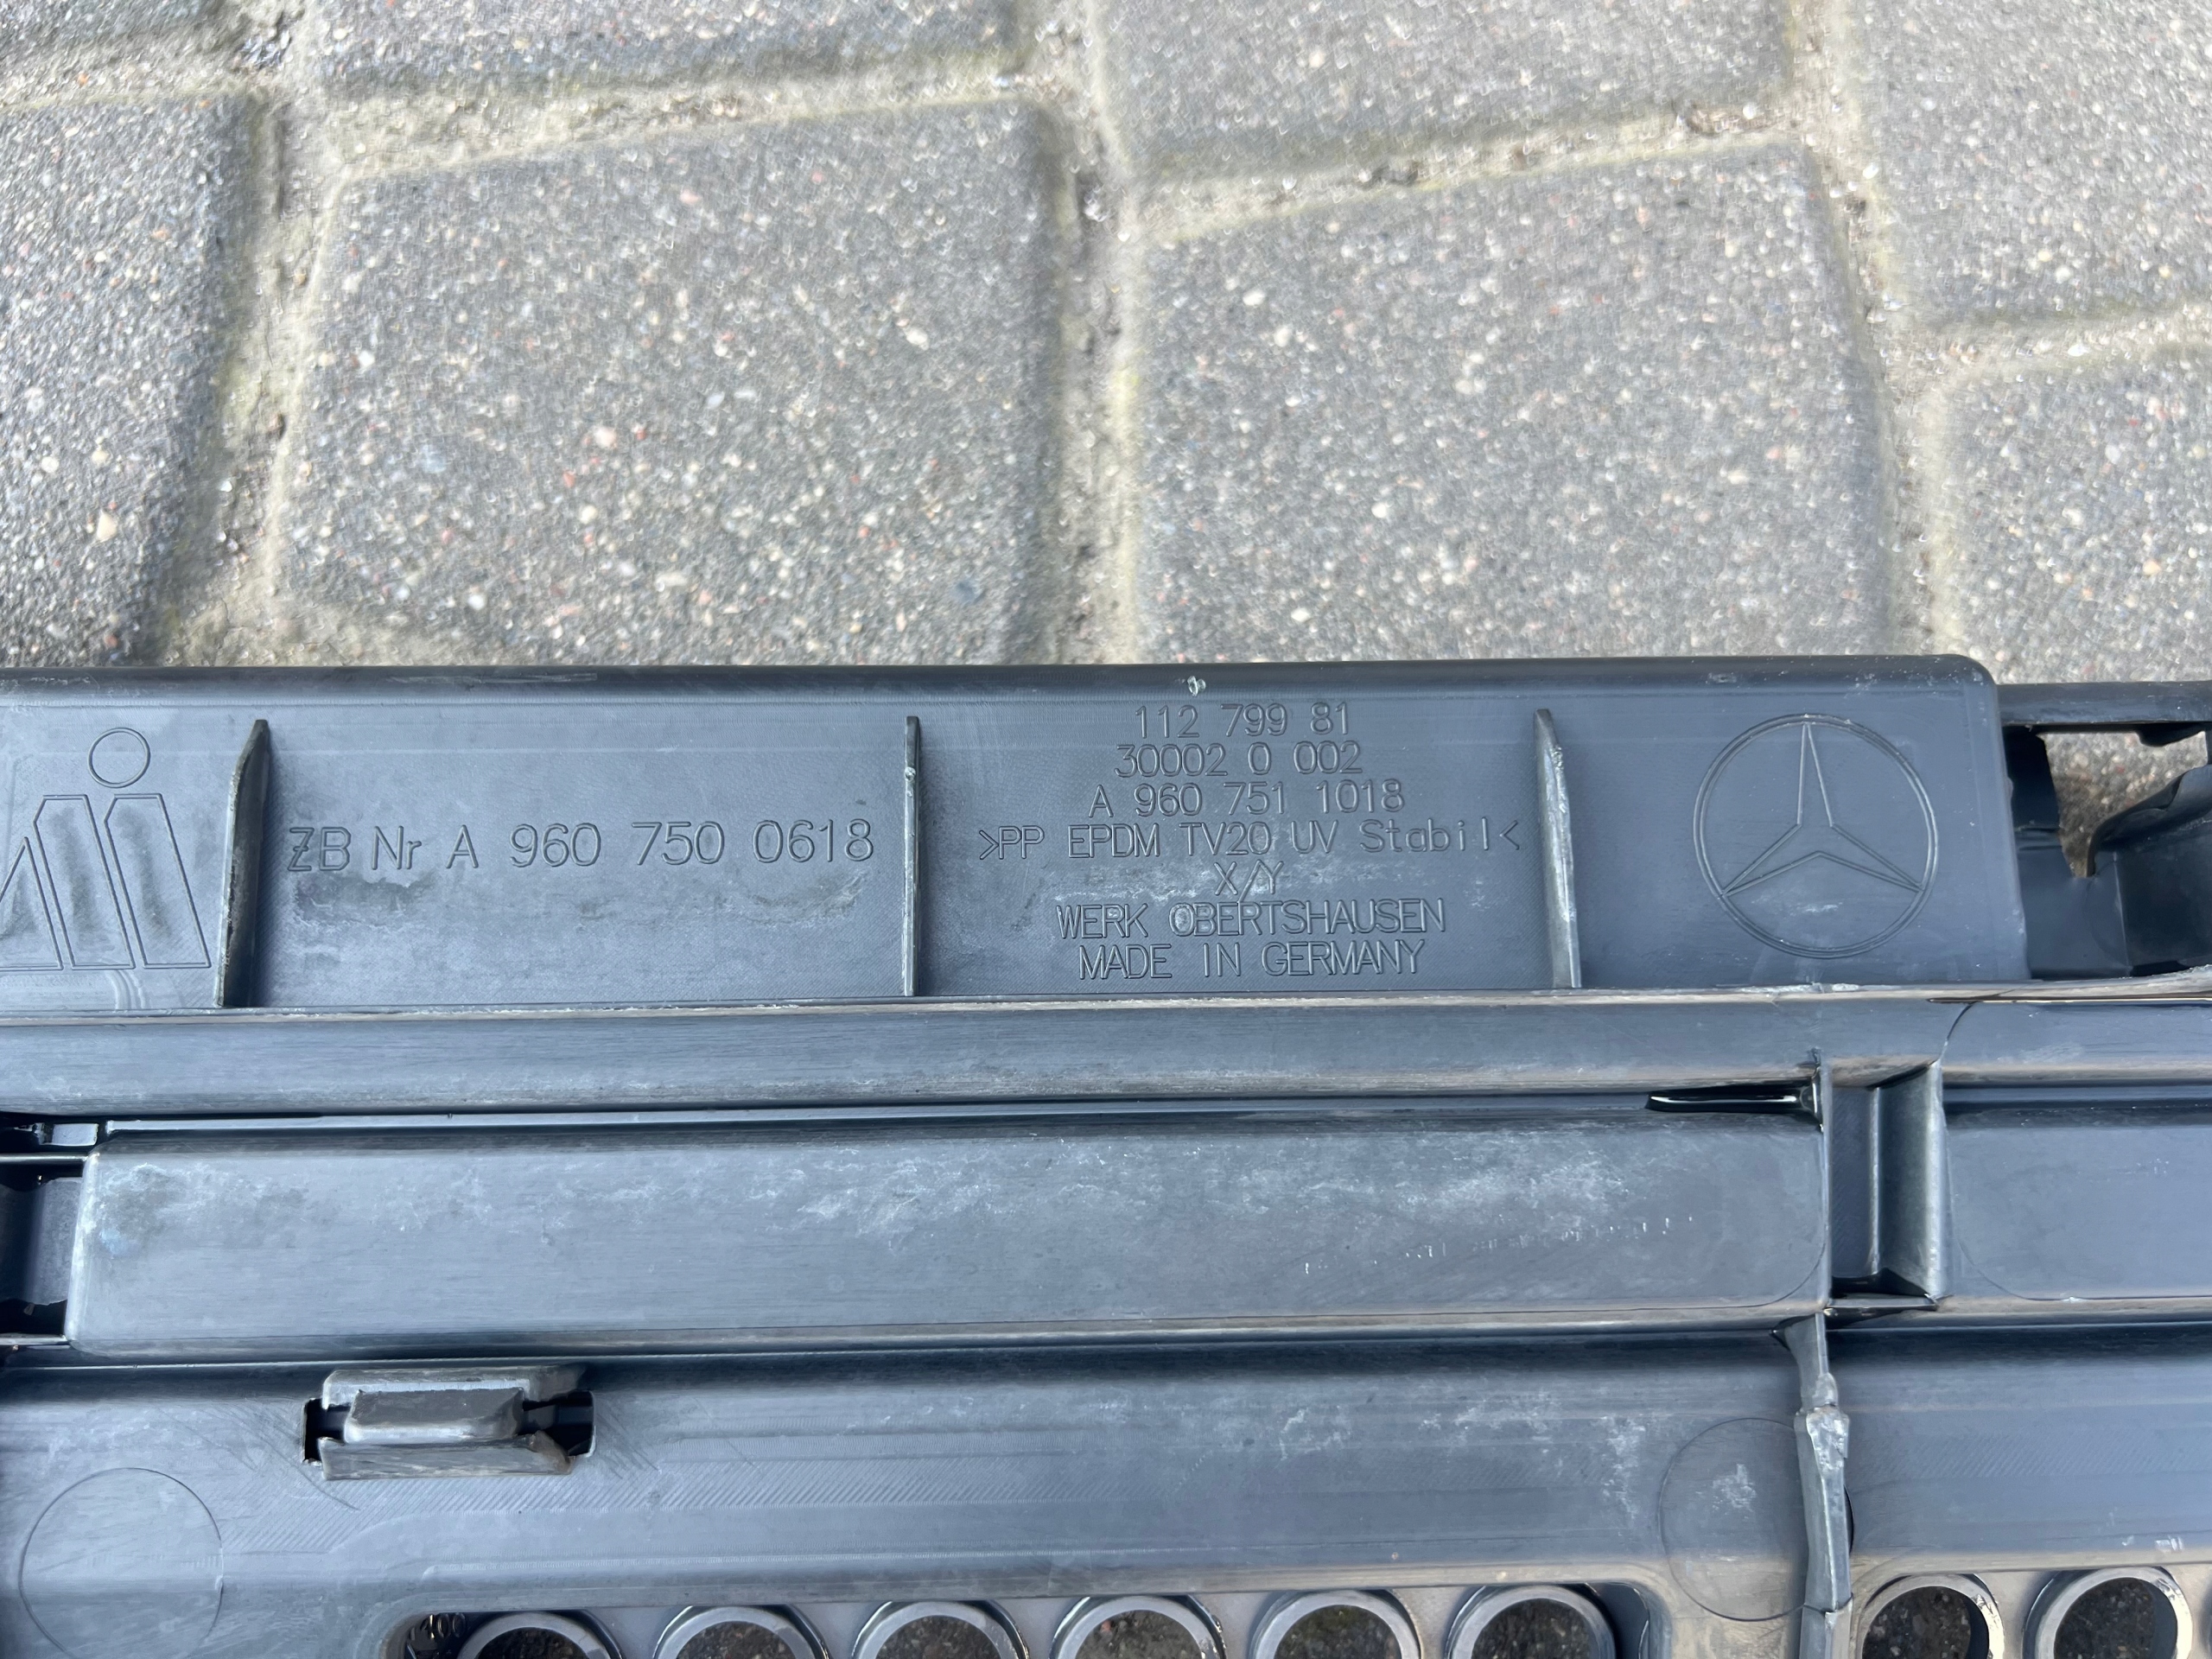 ZB Nr A 960 750 0618
112 799 81
30002 0 002
A 960 751 1018
>PP EPDM TV20 UV Stabil<
X/Y
WERK OBERTSHAUSEN
MADE IN GERMANY